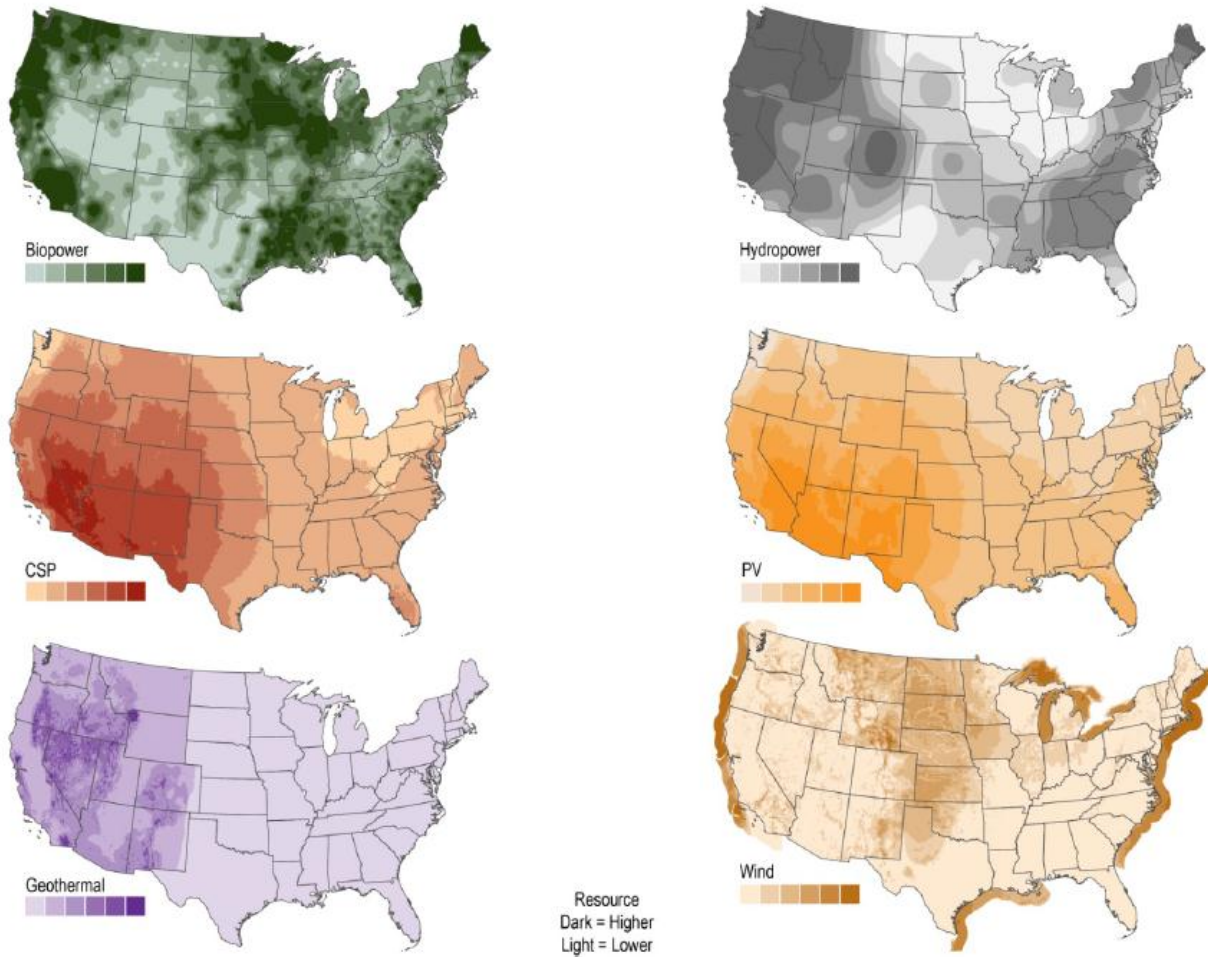 Biopower
Hydropower
CSP
PV
Geothermal
Wind
Resource
Dark = Higher
Light = Lower